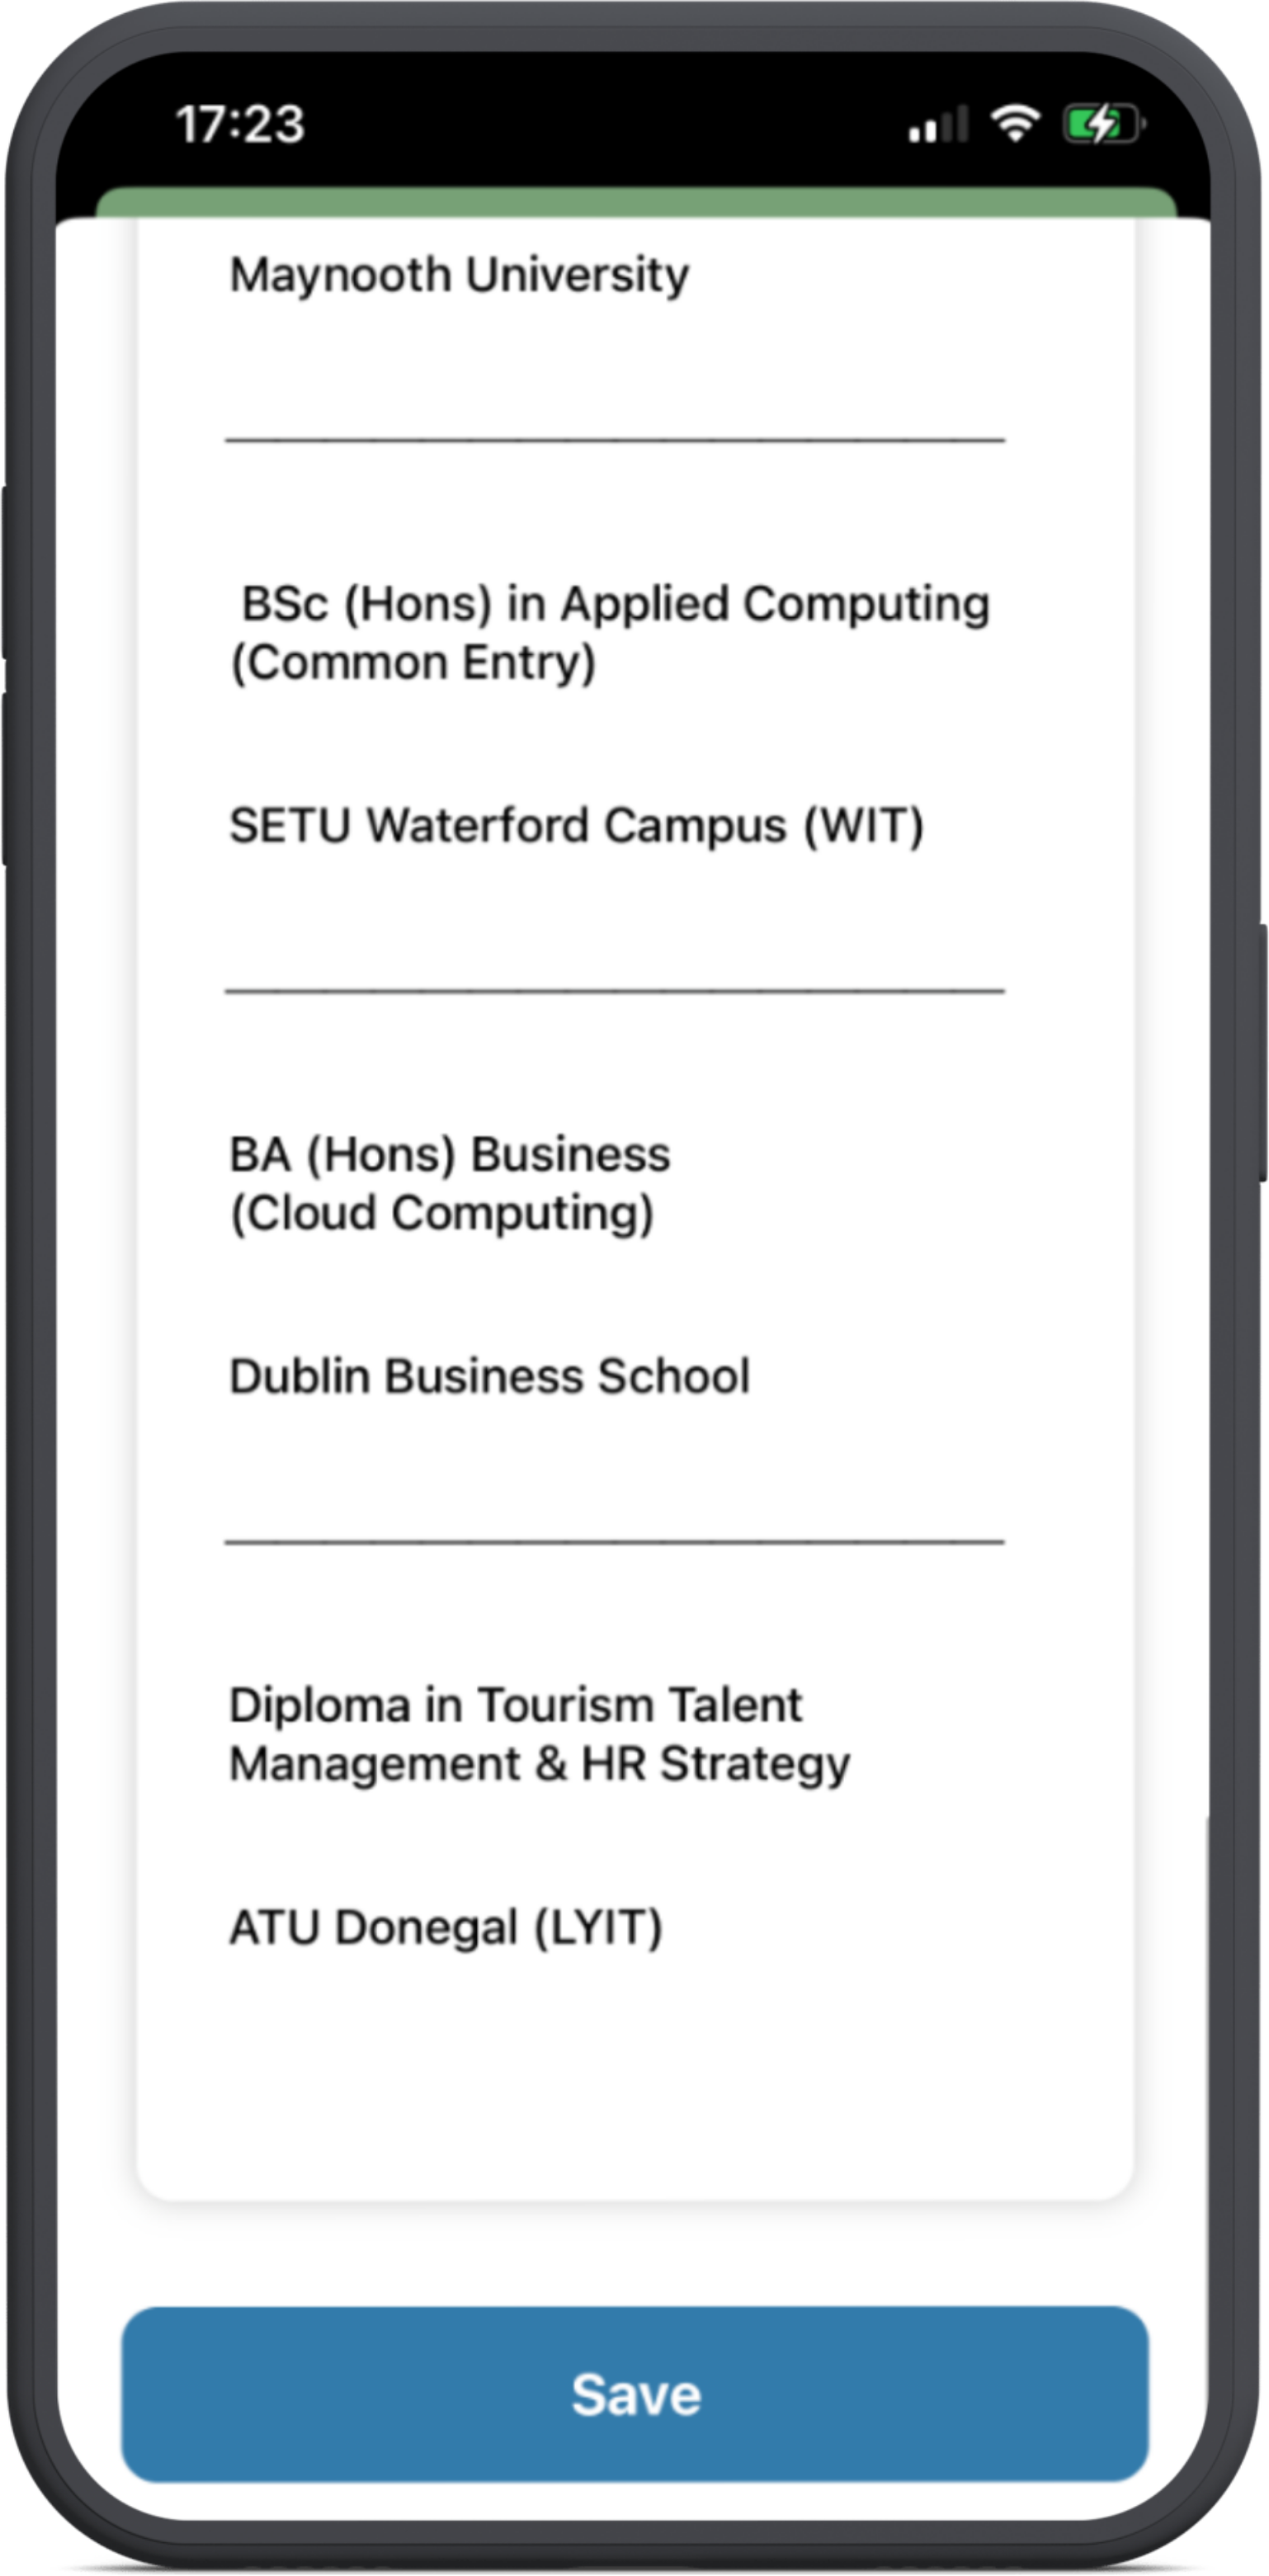 17:23
Maynooth University
BSc (Hons) in Applied Computing
(Common Entry)
SETU Waterford Campus (WIT)
BA (Hons) Business
(Cloud Computing)
Dublin Business School
Diploma in Tourism Talent
Management & HR Strategy
ATU Donegal (LYIT)
Save